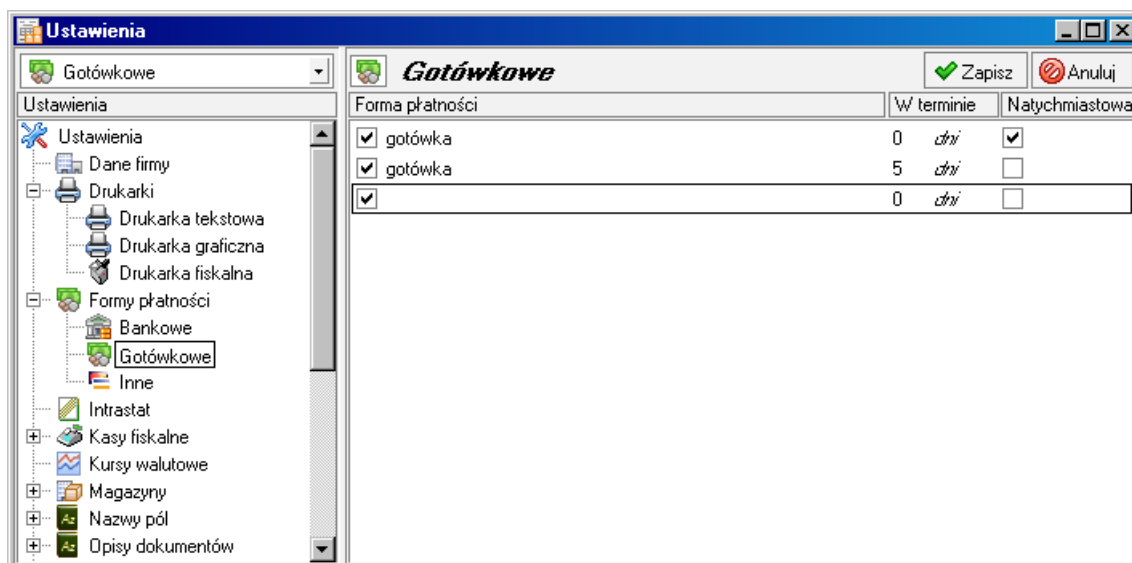 Ustawienia
Gotówkowe
Gotówkowe
Zapisz
Anuluj
Ustawienia
Forma płatności
W terminie
Natychmiastowa
Ustawienia
Dane firmy
Drukarki
Drukarka tekstowa
Drukarka graficzna
Drukarka fiskalna
Formy płatności
Bankowe
Gotówkowe
Inne
Intrastat
Kasy fiskalne
Kursy walutowe
Magazyny
Nazwy pól
Opisy dokumentów
gotówka 0 dni
gotówka 5 dni
0 dni